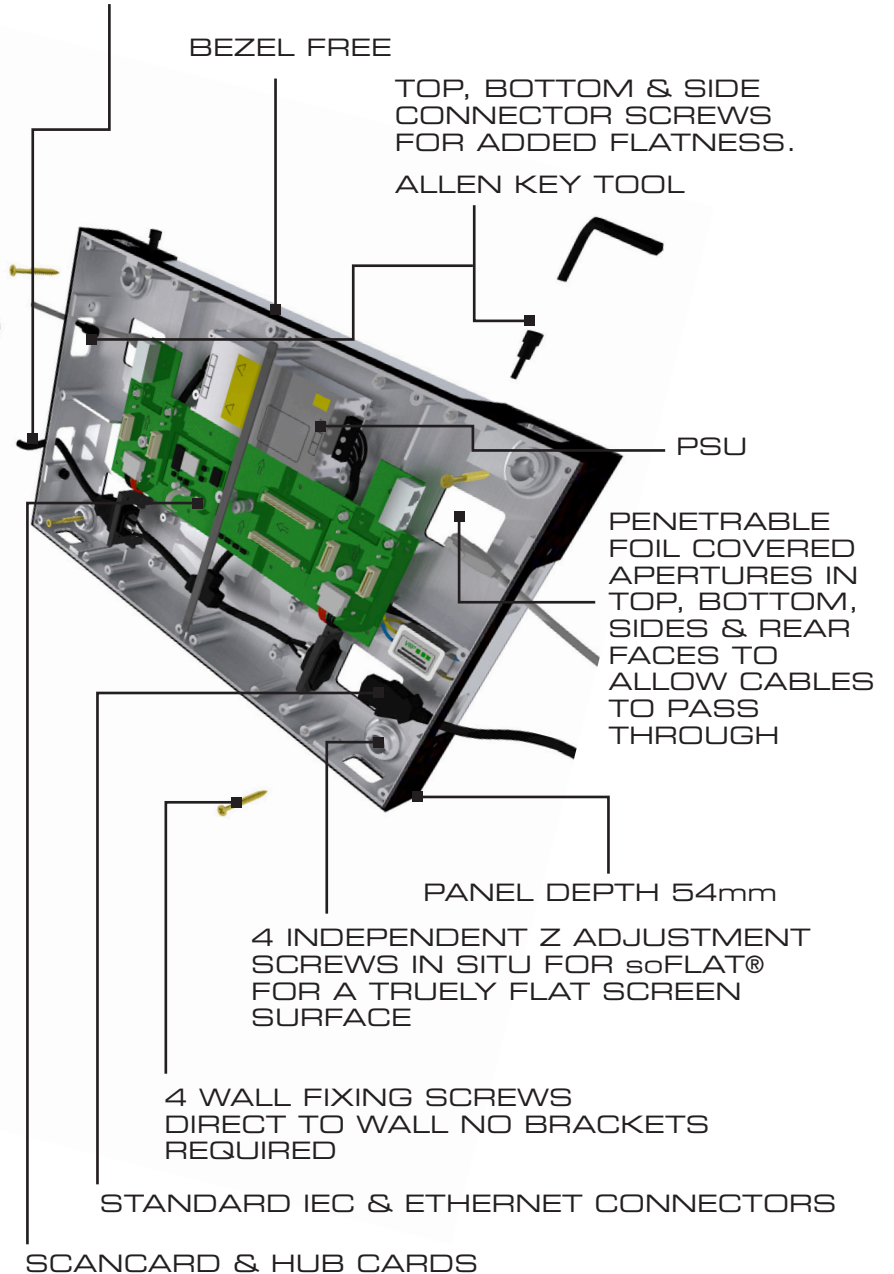 BEZEL FREE
TOP, BOTTOM & SIDE
CONNECTOR SCREWS
FOR ADDED FLATNESS.
ALLEN KEY TOOL
PSU
PENETRABLE
FOIL COVERED
APERTURES IN
TOP, BOTTOM,
SIDES & REAR
FACES TO
ALLOW CABLES
TO PASS
THROUGH
PANEL DEPTH 54mm
4 INDEPENDENT Z ADJUSTMENT
SCREWS IN SITU FOR soFLAT®
FOR A TRUELY FLAT SCREEN
SURFACE
4 WALL FIXING SCREWS
DIRECT TO WALL NO BRACKETS
REQUIRED
STANDARD IEC & ETHERNET CONNECTORS
SCANCARD & HUB CARDS